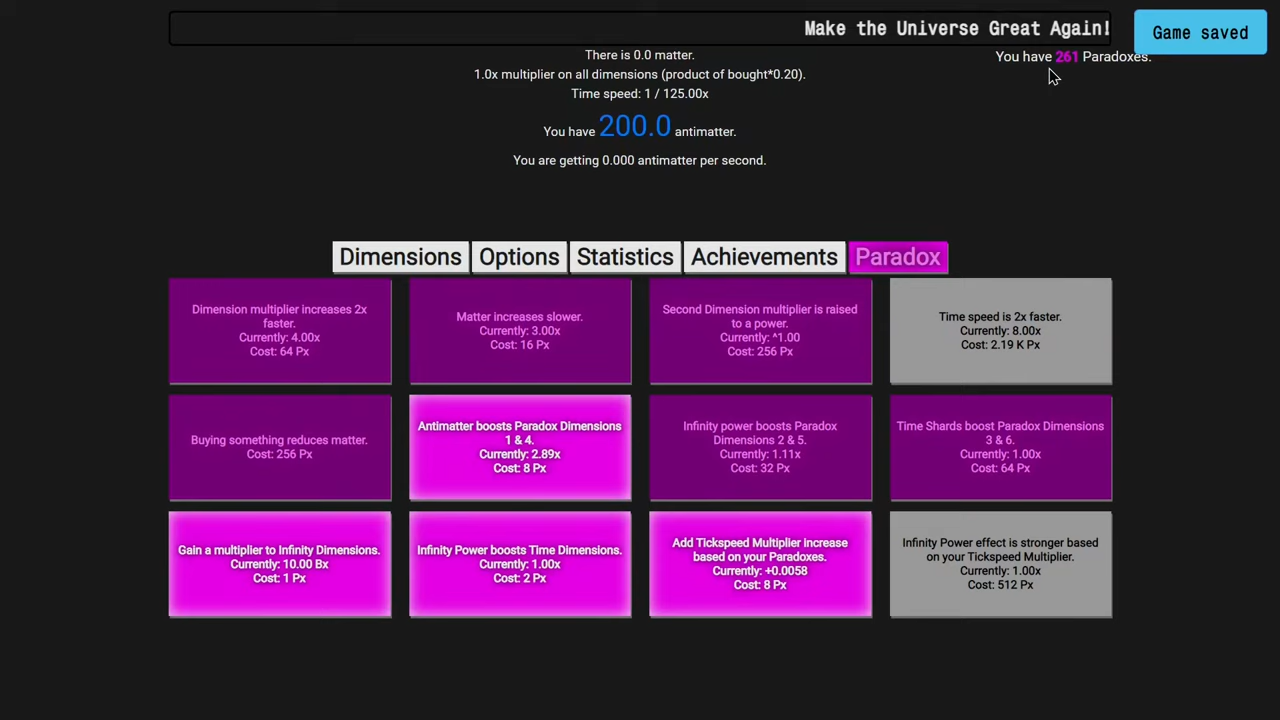 Make the Universe Great Again!
Game saved
There is 0.0 matter.
You have 261 Paradoxes.
1.0x multiplier on all dimensions (product of bought*0.20).
Time speed: 1 / 125.00x
You have 200.0 antimatter.
You are getting 0.000 antimatter per second.
Dimensions
Options
Statistics
Achievements
Paradox
Dimension multiplier increases 2x
faster.
Currently: 4.00x
Cost: 64 Px
Matter increases slower.
Currently: 3.00x
Cost: 16 Px
Second Dimension multiplier is raised
to a power.
Currently: ^1.00
Cost: 256 Px
Time speed is 2x faster.
Currently: 8.00x
Cost: 2.19 K Px
Buying something reduces matter.
Cost: 256 Px
Antimatter boosts Paradox Dimensions
1 & 4.
Currently: 2.89x
Cost: 8 Px
Infinity power boosts Paradox
Dimensions 2 & 5.
Currently: 1.11x
Cost: 32 Px
Time Shards boost Paradox Dimensions
3 & 6.
Currently: 1.00x
Cost: 64 Px
Gain a multiplier to Infinity Dimensions.
Currently: 10.00 Bx
Cost: 1 Px
Infinity Power boosts Time Dimensions.
Currently: 1.00x
Cost: 2 Px
Add Tickspeed Multiplier increase
based on your Paradoxes.
Currently: +0.0058
Cost: 8 Px
Infinity Power effect is stronger based
on your Tickspeed Multiplier.
Currently: 1.00x
Cost: 512 Px